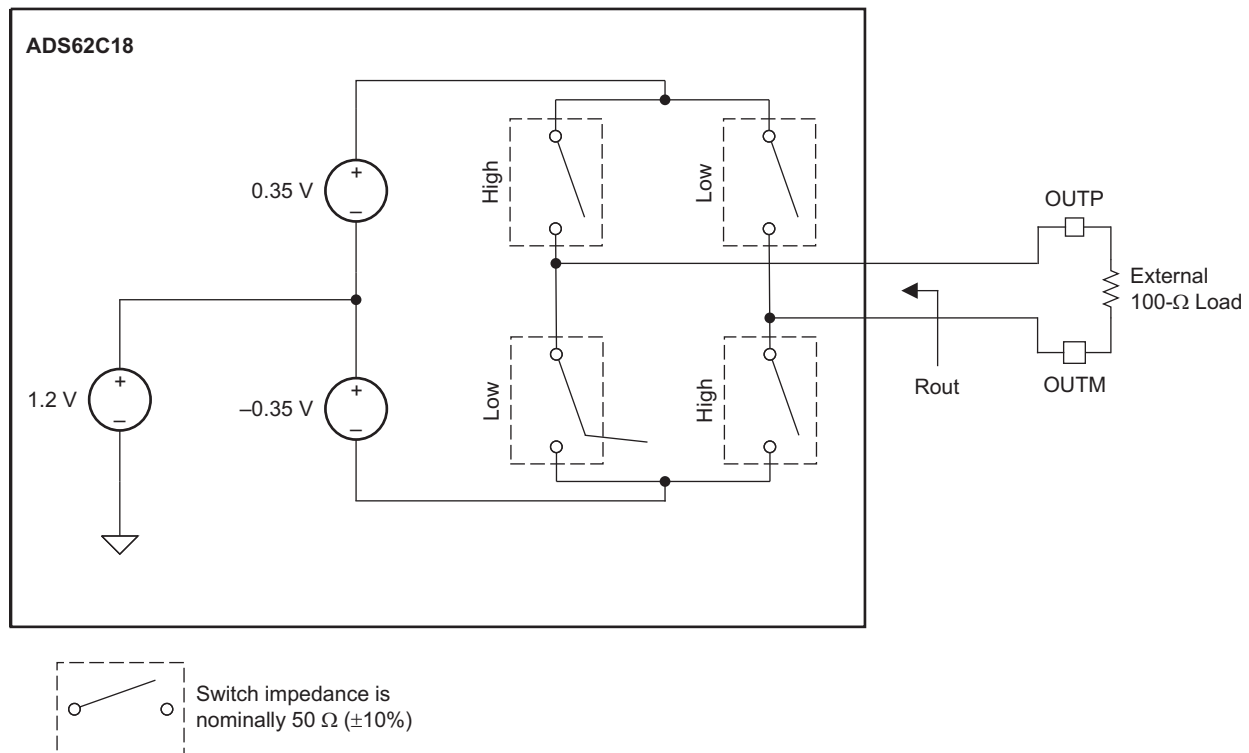 ADS62C18
0.35 V
+
–
High
Low
OUTP
External
100-Ω Load
1.2 V
+
–
–0.35 V
+
–
Low
High
Rout
OUTM
Switch impedance is
nominally 50 Ω (±10%)